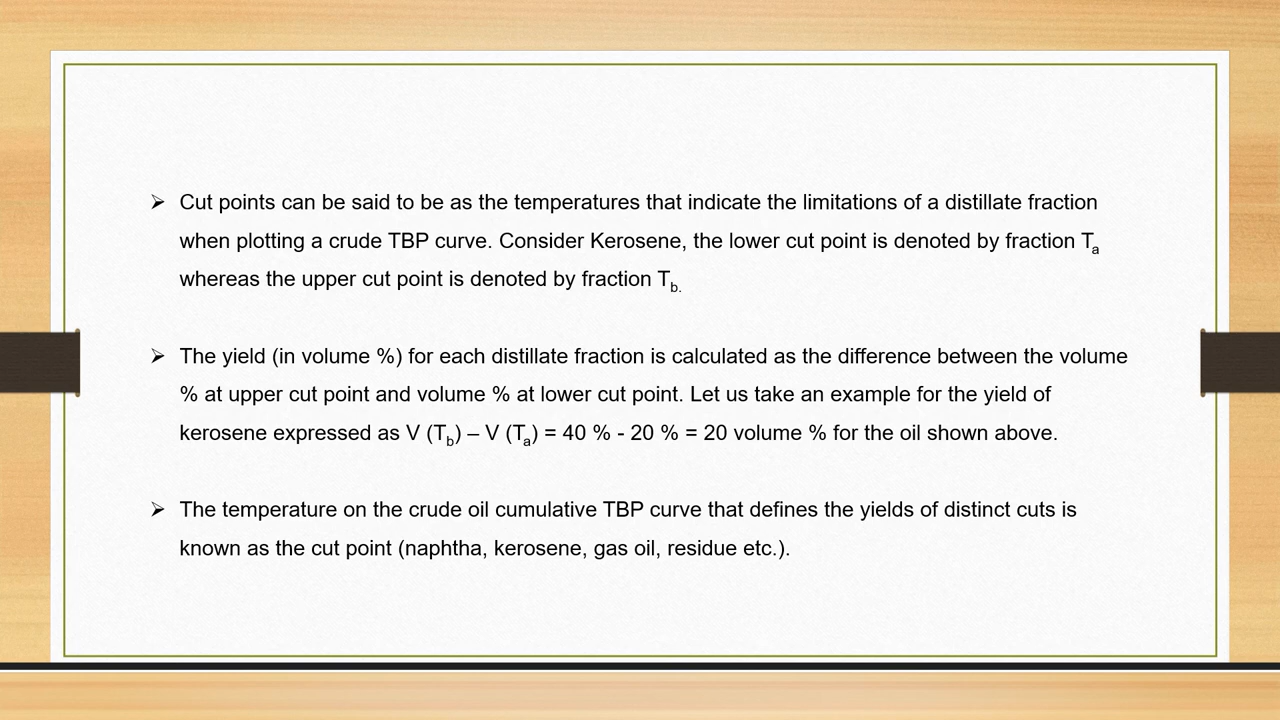 ➢ Cut points can be said to be as the temperatures that indicate the limitations of a distillate fraction
when plotting a crude TBP curve. Consider Kerosene, the lower cut point is denoted by fraction Ta
whereas the upper cut point is denoted by fraction Tb.
➢ The yield (in volume %) for each distillate fraction is calculated as the difference between the volume
% at upper cut point and volume % at lower cut point. Let us take an example for the yield of
kerosene expressed as V (Tb) – V (Ta) = 40 % - 20 % = 20 volume % for the oil shown above.
➢ The temperature on the crude oil cumulative TBP curve that defines the yields of distinct cuts is
known as the cut point (naphtha, kerosene, gas oil, residue etc.).